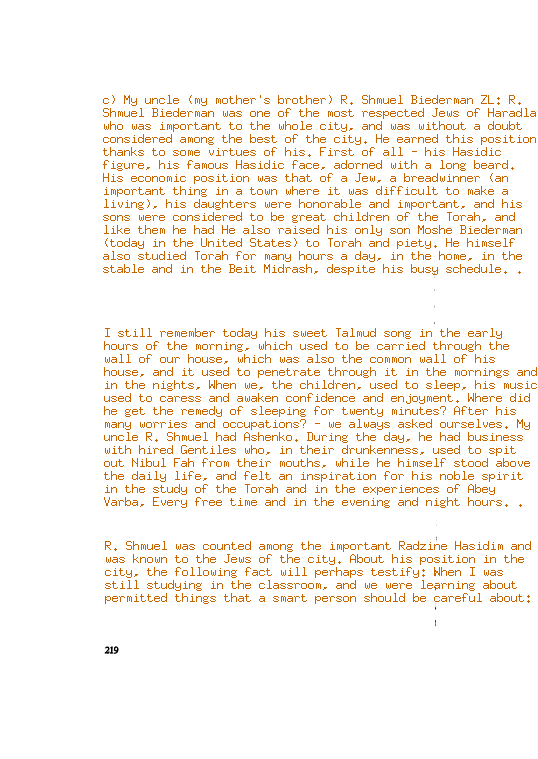 c) My uncle (my mother's brother) R. Shmuel Biederman ZL: R.
Shmuel Biederman was one of the most respected Jews of Haradla
who was important to the whole city, and was without a doubt
considered among the best of the city. He earned this position
thanks to some virtues of his. First of all - his Hasidic
figure, his famous Hasidic face, adorned with a long beard.
His economic position was that of a Jew, a breadwinner (an
important thing in a town where it was difficult to make a
living), his daughters were honorable and important, and his
sons were considered to be great children of the Torah, and
like them he had He also raised his only son Moshe Biederman
(today in the United States) to Torah and piety. He himself
also studied Torah for many hours a day, in the home, in the
stable and in the Beit Midrash, despite his busy schedule. .
I still remember today his sweet Talmud song in the early
hours of the morning, which used to be carried through the
wall of our house, which was also the common wall of his
house, and it used to penetrate through it in the mornings and
in the nights, When we, the children, used to sleep, his music
used to caress and awaken confidence and enjoyment. Where did
he get the remedy of sleeping for twenty minutes? After his
many worries and occupations? - we always asked ourselves. My
uncle R. Shmuel had Ashenko. During the day, he had business
with hired Gentiles who, in their drunkenness, used to spit
out Nibul Fah from their mouths, while he himself stood above
the daily life, and felt an inspiration for his noble spirit
in the study of the Torah and in the experiences of Abey
Varba, Every free time and in the evening and night hours. .
R. Shmuel was counted among the important Radzine Hasidim and
was known to the Jews of the city. About his position in the
city, the following fact will perhaps testify: When I was
still studying in the classroom, and we were learning about
permitted things that a smart person should be careful about:
219